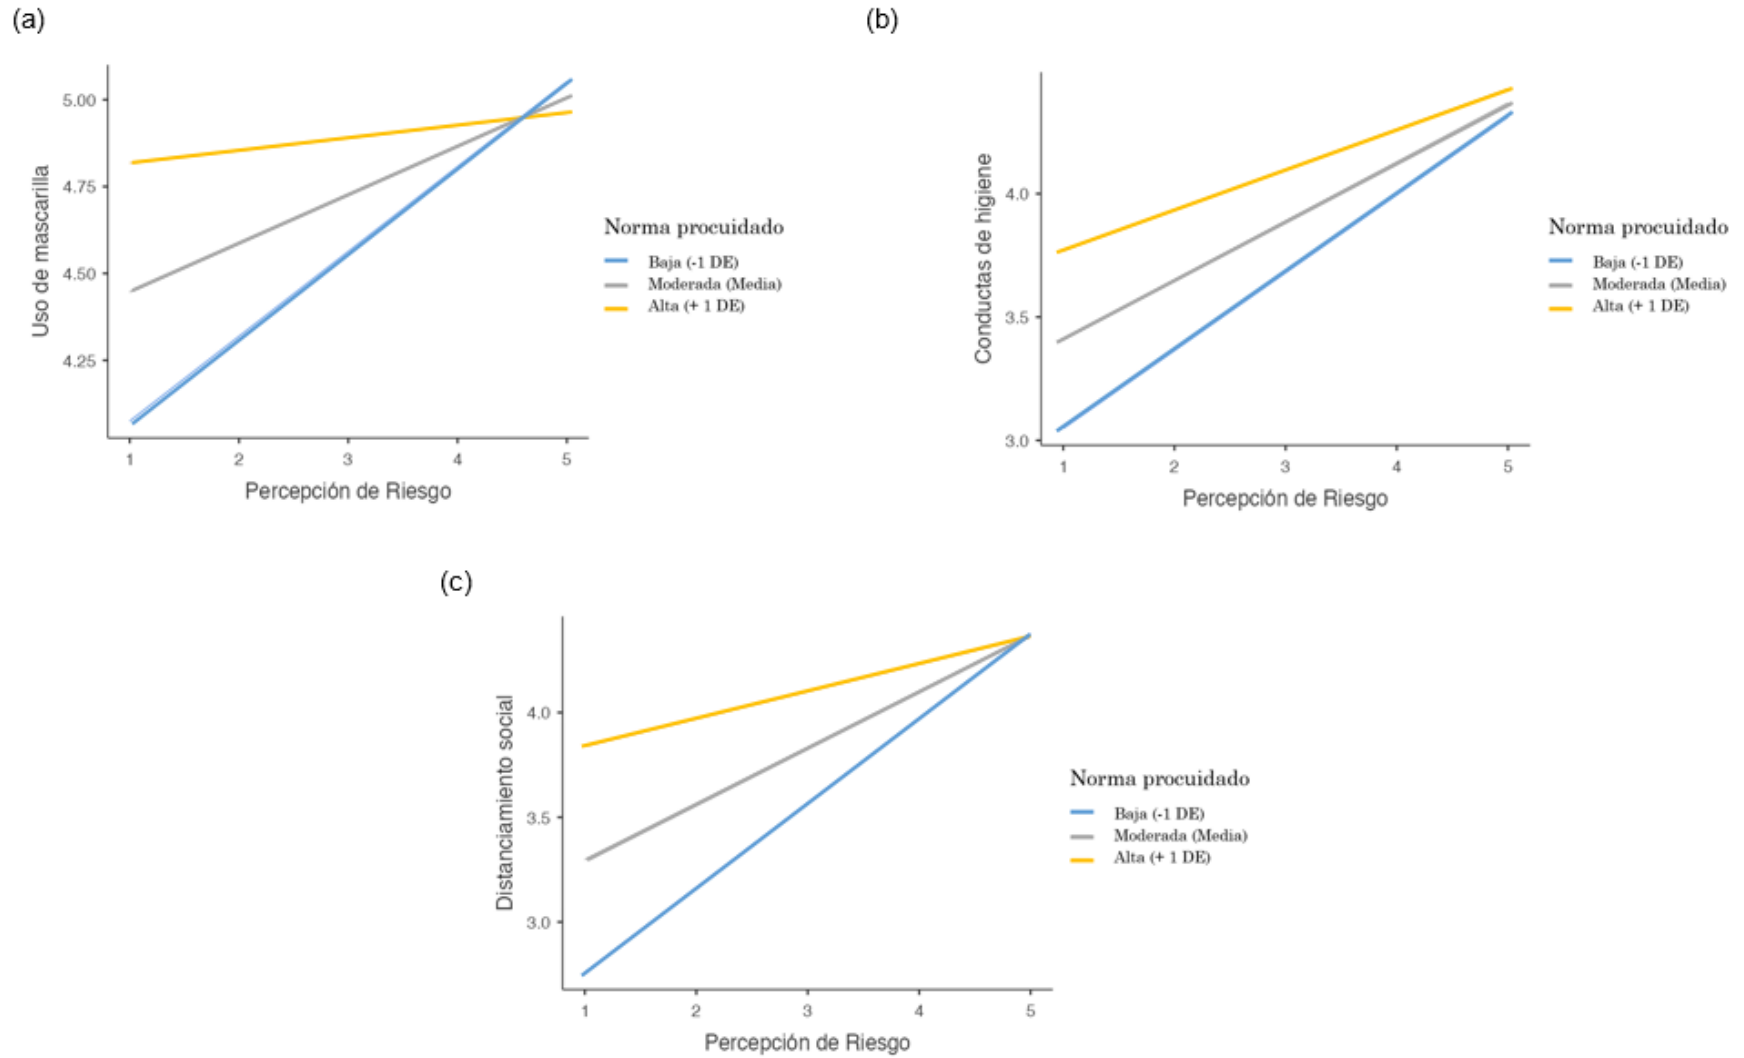 (a)
Uso de mascarilla
5.00
4.75
4.50
4.25
1 2 3 4 5
Percepción de Riesgo
Norma procuidado
Baja (-1 DE)
Moderada (Media)
Alta (+ 1 DE)
(b)
Conductas de higiene
4.0
3.5
3.0
1 2 3 4 5
Percepción de Riesgo
Norma procuidado
Baja (-1 DE)
Moderada (Media)
Alta (+ 1 DE)
(c)
Distanciamiento social
4.0
3.5
3.0
1 2 3 4 5
Percepción de Riesgo
Norma procuidado
Baja (-1 DE)
Moderada (Media)
Alta (+ 1 DE)